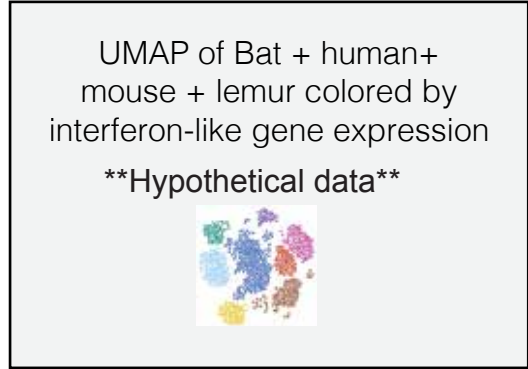 UMAP of Bat + human+
mouse + lemur colored by
interferon-like gene expression
**Hypothetical data**